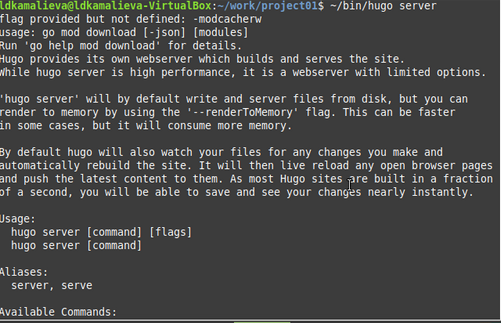 ldkamalieva@ldkamalieva-VirtualBox:~/work/project01$ ~/bin/hugo server
flag provided but not defined: -modcacherw
usage: go mod download [-json] [modules]
Run 'go help mod download' for details.
Hugo provides its own webserver which builds and serves the site.
While hugo server is high performance, it is a webserver with limited options.
'hugo server' will by default write and server files from disk, but you can
render to memory by using the '--renderToMemory' flag. This can be faster
in some cases, but it will consume more memory.
By default hugo will also watch your files for any changes you make and
automatically rebuild the site. It will then live reload any open browser pages
and push the latest content to them. As most Hugo sites are built in a fraction
of a second, you will be able to save and see your changes nearly instantly.
Usage:
hugo server [command] [flags]
hugo server [command]
Aliases:
server, serve
Available Commands: